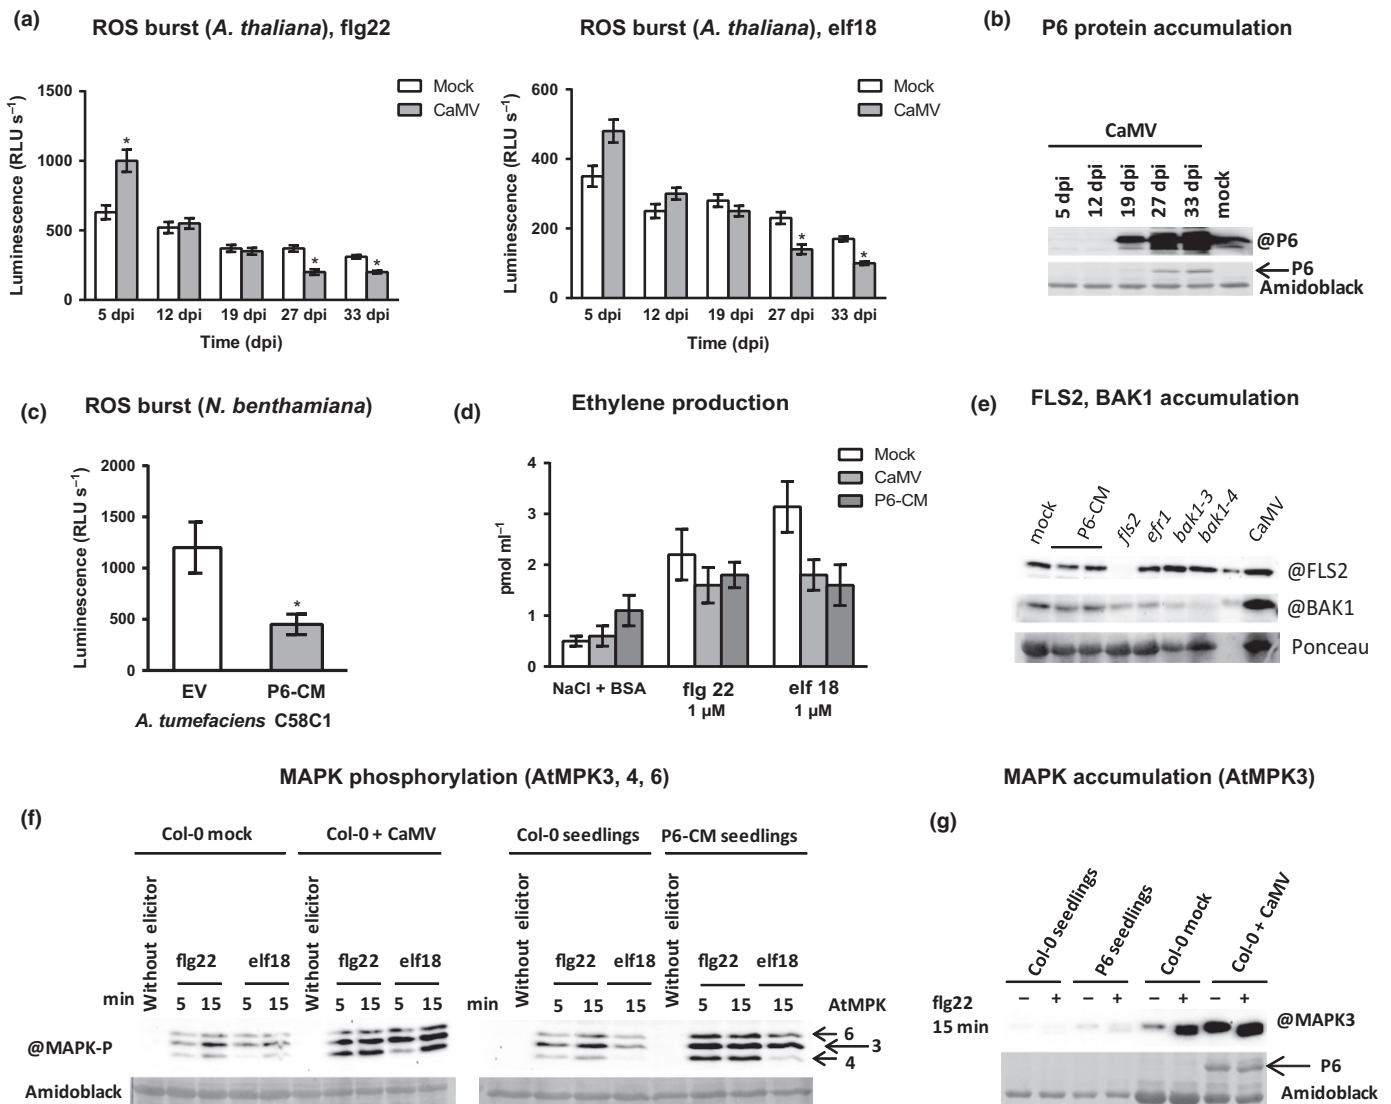 (a)
ROS burst (A. thaliana), flg22
Luminescence (RLU s⁻¹)
1500
1000
500
0
Mock
CaMV
*
*
*
5 dpi 12 dpi 19 dpi 27 dpi 33 dpi
Time (dpi)
ROS burst (A. thaliana), elf18
Luminescence (RLU s⁻¹)
600
400
200
0
Mock
CaMV
*
*
5 dpi 12 dpi 19 dpi 27 dpi 33 dpi
Time (dpi)
(b)
P6 protein accumulation
CaMV
5 dpi
12 dpi
19 dpi
27 dpi
33 dpi
mock
@P6
P6
Amidoblack
(c)
ROS burst (N. benthamiana)
Luminescence (RLU s⁻¹)
2000
1500
1000
500
0
*
EV P6-CM
A. tumefaciens C58C1
(d)
Ethylene production
pmol ml⁻¹
4
3
2
1
0
Mock
CaMV
P6-CM
NaCl + BSA flg 22 elf 18
1 µM 1 µM
(e)
FLS2, BAK1 accumulation
mock
P6-CM
fls2
efr1
bak1-3
bak1-4
CaMV
@FLS2
@BAK1
Ponceau
MAPK phosphorylation (AtMPK3, 4, 6)
(f)
Col-0 mock Col-0 + CaMV Col-0 seedlings P6-CM seedlings
Without elicitor
Without elicitor
Without elicitor
Without elicitor
flg22 elf18 flg22 elf18 flg22 elf18 flg22 elf18
min 5 15 5 15 5 15 5 15 min 5 15 15 5 15 15 AtMPK
6
3
4
@MAPK-P
Amidoblack
MAPK accumulation (AtMPK3)
(g)
Col-0 seedlings
P6 seedlings
Col-0 mock
Col-0 + CaMV
flg22 − + − + − + − +
15 min
@MAPK3
P6
Amidoblack